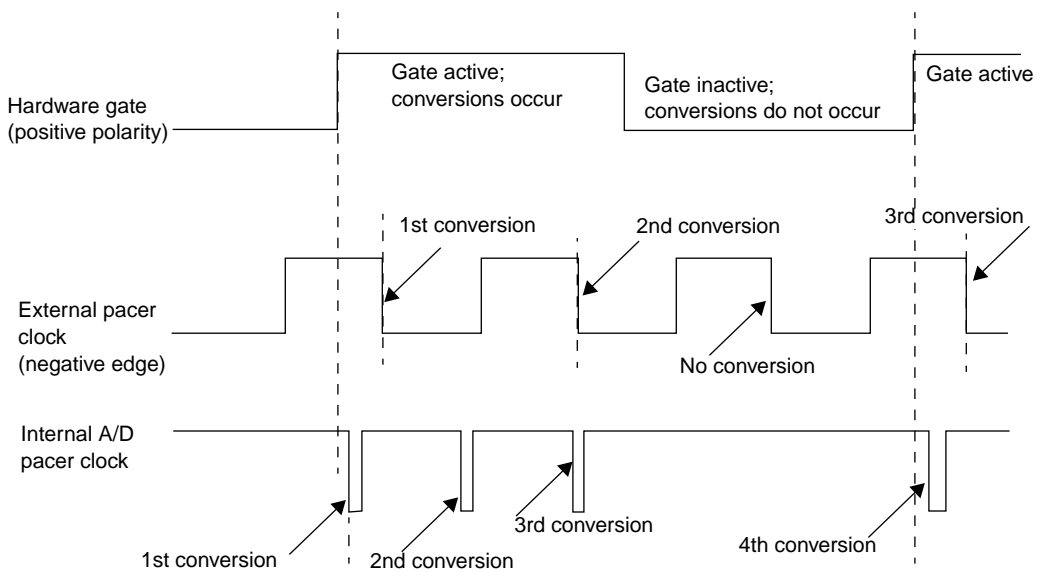 Hardware gate
(positive polarity)
Gate active;
conversions occur
Gate inactive;
conversions do not occur
Gate active
External pacer
clock
(negative edge)
1st conversion
2nd conversion
No conversion
3rd conversion
Internal A/D
pacer clock
1st conversion
2nd conversion
3rd conversion
4th conversion